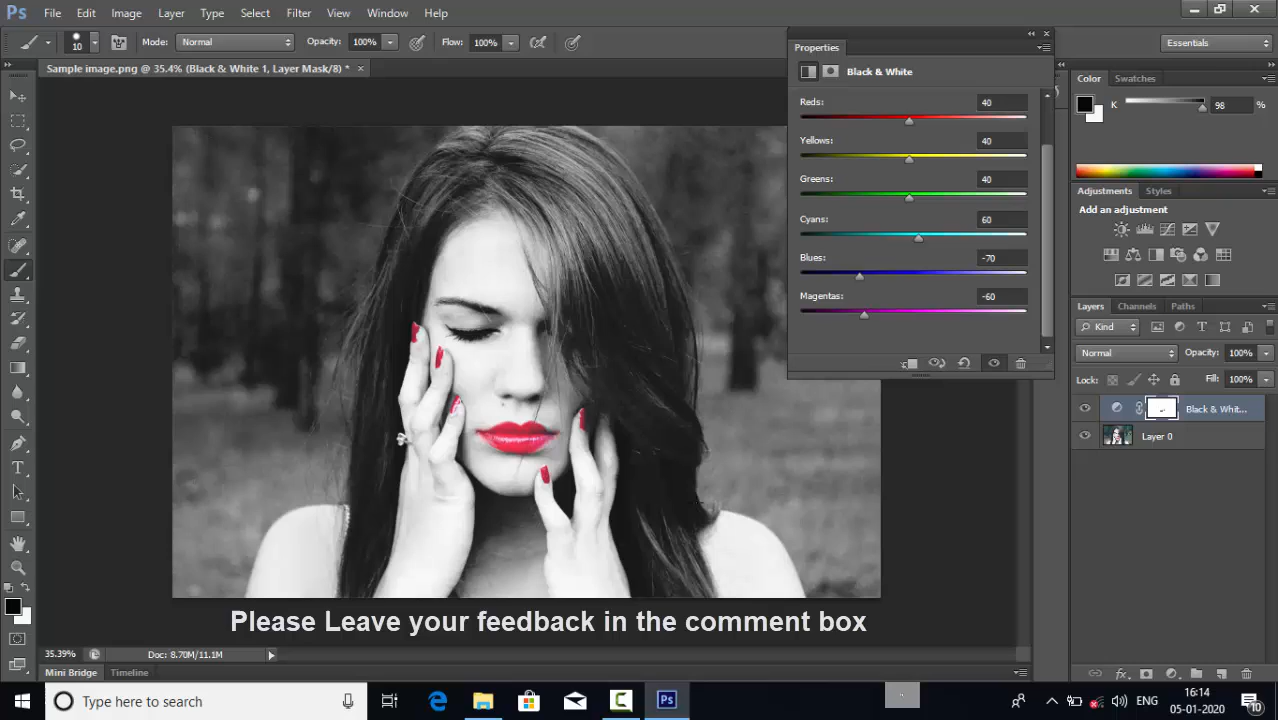 Ps File Edit Image Layer Type Select Filter 3D View Window Help
10 Mode: Normal Opacity: 100% Flow: 100% Essentials
Sample image.png @ 35.4% (Black & White 1, Layer Mask/8) * ×
Properties
Black & White
Reds: 40
Yellows: 40
Greens: 40
Cyans: 60
Blues: -70
Magentas: -60
Color Swatches
K 98 %
Adjustments Styles
Add an adjustment
Layers Channels Paths
Kind
Normal Opacity: 100%
Lock: Fill: 100%
Black & Whit...
Layer 0
Please Leave your feedback in the comment box
35.39% Doc: 8.70M/11.1M
Mini Bridge Timeline
Type here to search
ENG
16:14
05-01-2020
10